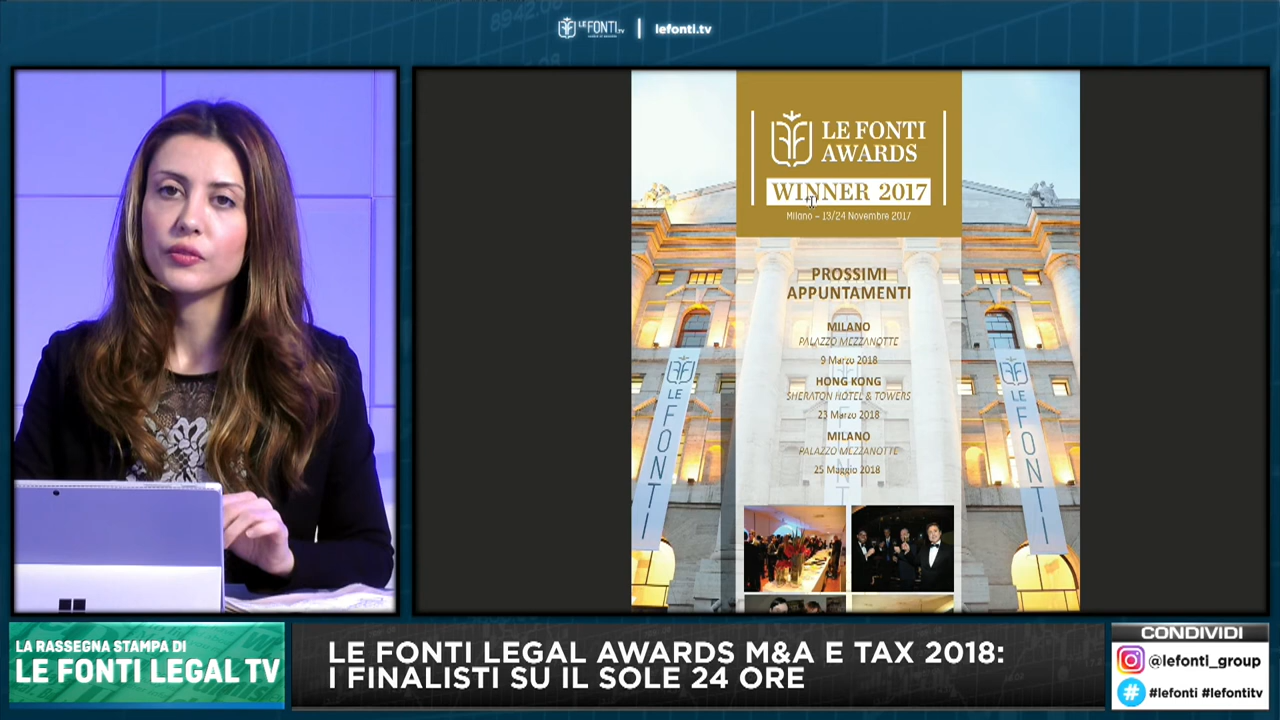 8942.06
LE FONTI.TV
lefonti.tv
LE FONTI
AWARDS
WINNER 2017
Milano – 13/24 Novembre 2017
PROSSIMI
APPUNTAMENTI
MILANO
PALAZZO MEZZANOTTE
9 Marzo 2018
HONG KONG
SHERATON HOTEL & TOWERS
23 Marzo 2018
MILANO
PALAZZO MEZZANOTTE
25 Maggio 2018
LE FONTI
LE FONTI
LA RASSEGNA STAMPA DI
LE FONTI LEGAL TV
LE FONTI LEGAL AWARDS M&A E TAX 2018:
I FINALISTI SU IL SOLE 24 ORE
CONDIVIDI
@lefonti_group
#lefonti #lefontitv